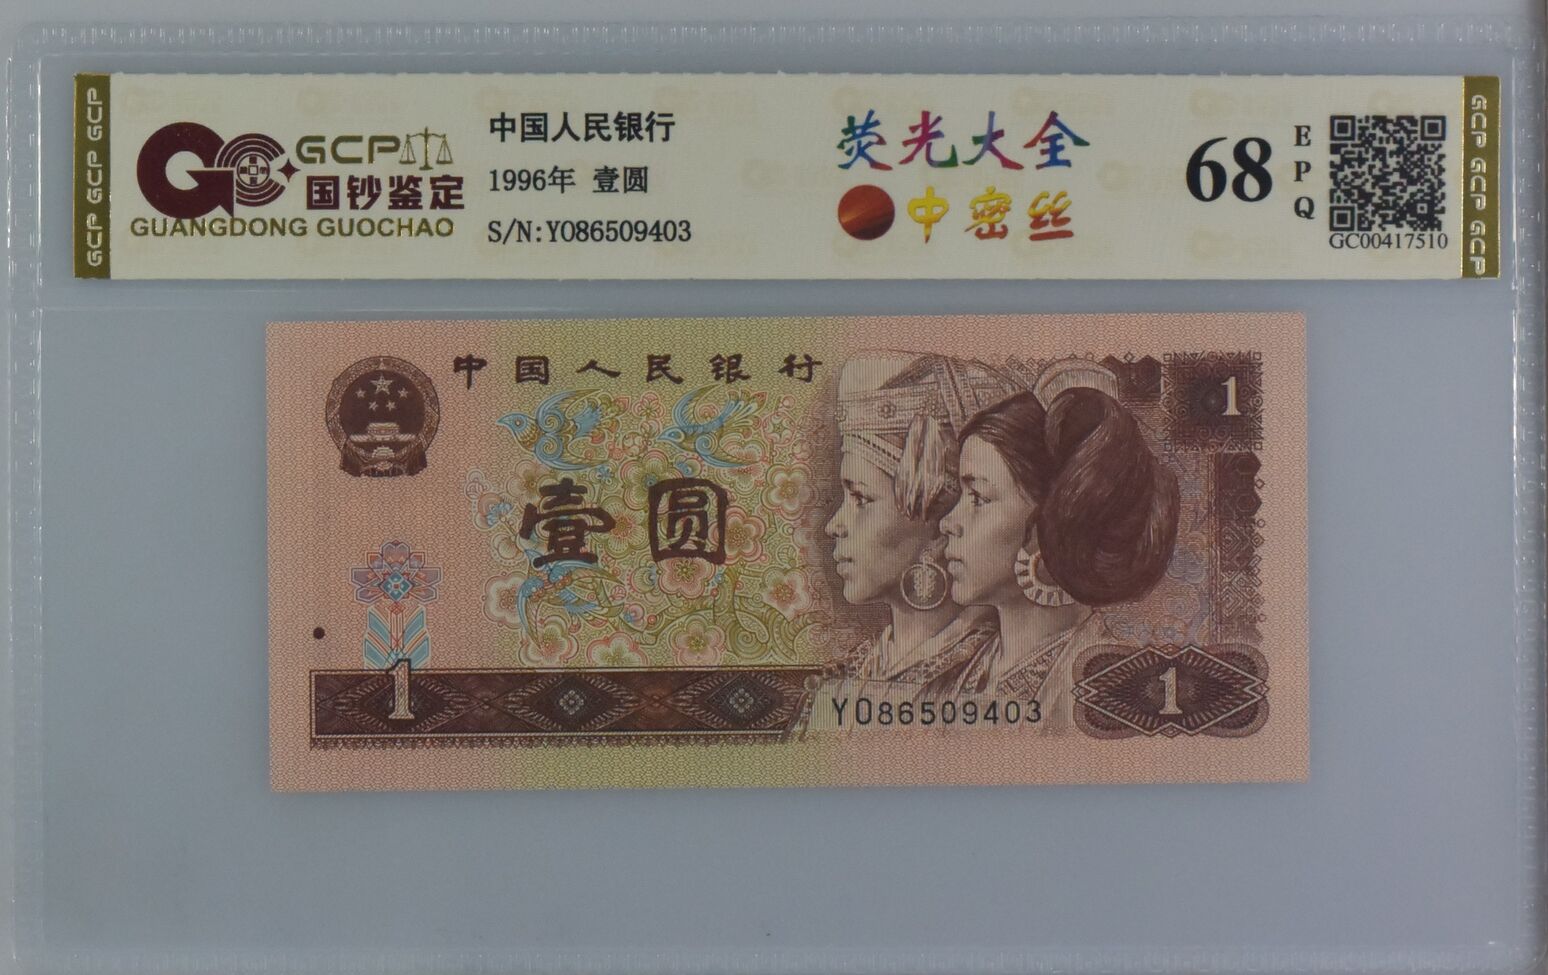 GCP GCP GCP
GCP
国钞鉴定
GUANGDONG GUOCHAO
中国人民银行
1996年 壹圆
S/N:Y086509403
荧光大全
中密丝
68
EPQ
GC00417510
GCP GCP GCP
中国人民银行
1
壹圆
1
Y086509403
1